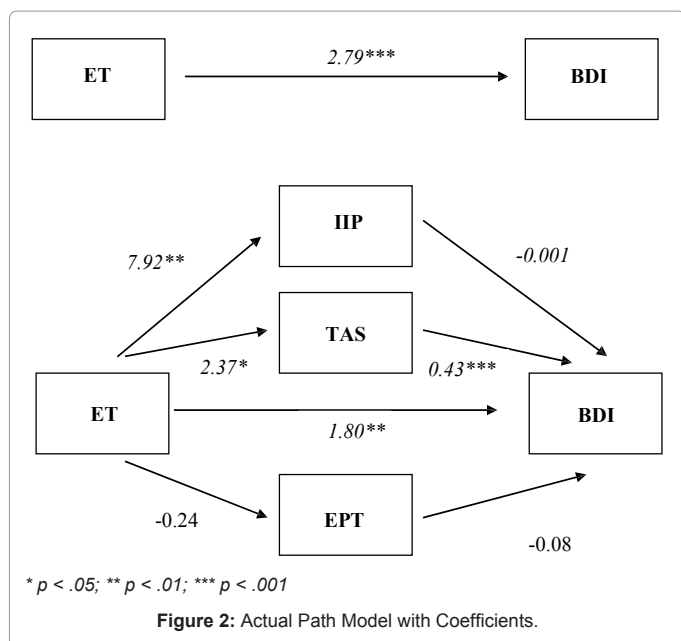 2.79***
ET
BDI
IIP
-0.001
7.92**
TAS
2.37*
0.43***
ET
BDI
1.80**
-0.24
EPT
-0.08
* p < .05; ** p < .01; *** p < .001
Figure 2: Actual Path Model with Coefficients.